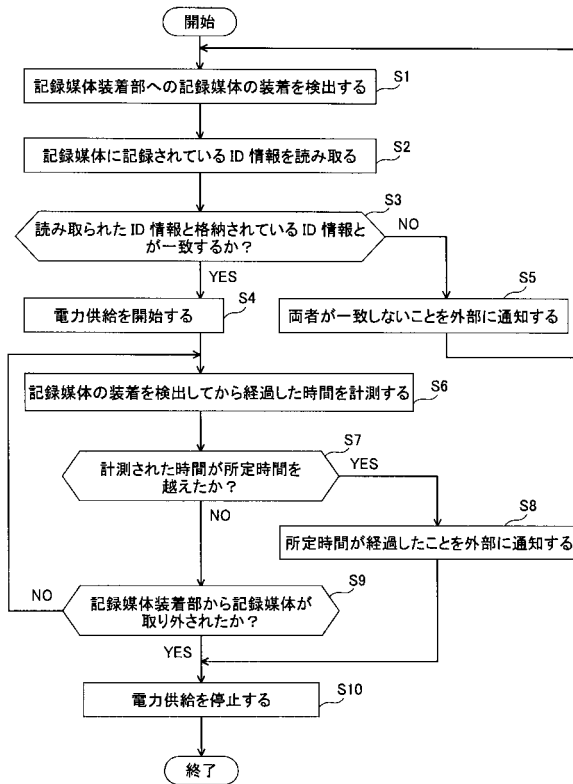 開始
記録媒体装着部への記録媒体の装着を検出する
S1
記録媒体に記録されている ID 情報を読み取る
S2
読み取られた ID 情報と格納されている ID 情報と
が一致するか？
S3
NO
YES
電力供給を開始する
S4
両者が一致しないことを外部に通知する
S5
記録媒体の装着を検出してから経過した時間を計測する
S6
計測された時間が所定時間を
越えたか？
S7
YES
NO
所定時間が経過したことを外部に通知する
S8
記録媒体装着部から記録媒体が
取り外されたか？
S9
NO
YES
電力供給を停止する
S10
終了